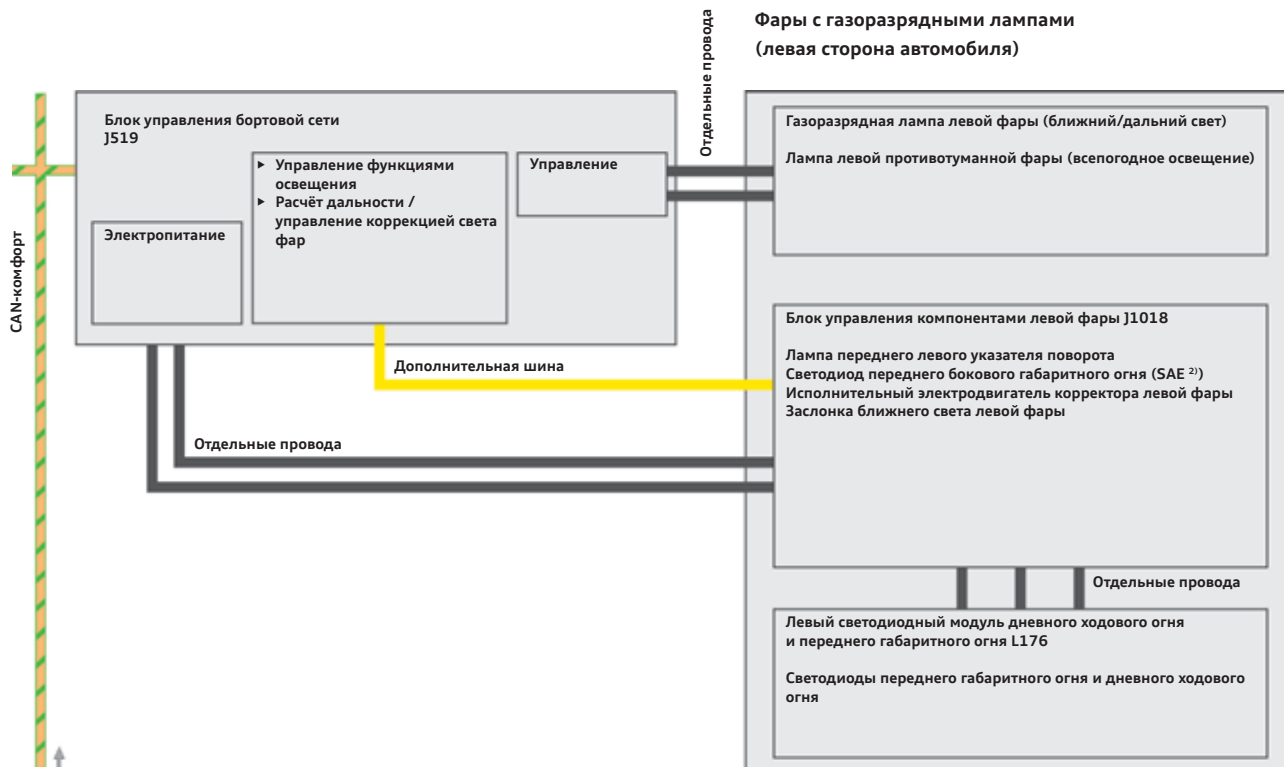 Фары с газоразрядными лампами
(левая сторона автомобиля)
Отдельные провода
CAN-комфорт
Блок управления бортовой сети
J519
Электропитание
▶ Управление функциями
освещения
▶ Расчёт дальности /
управление коррекцией света
фар
Управление
Газоразрядная лампа левой фары (ближний/дальний свет)
Лампа левой противотуманной фары (всепогодное освещение)
Дополнительная шина
Отдельные провода
Блок управления компонентами левой фары J1018
Лампа переднего левого указателя поворота
Светодиод переднего бокового габаритного огня (SAE ²⁾)
Исполнительный электродвигатель корректора левой фары
Заслонка ближнего света левой фары
Отдельные провода
Левый светодиодный модуль дневного ходового огня
и переднего габаритного огня L176
Светодиоды переднего габаритного огня и дневного ходового
огня